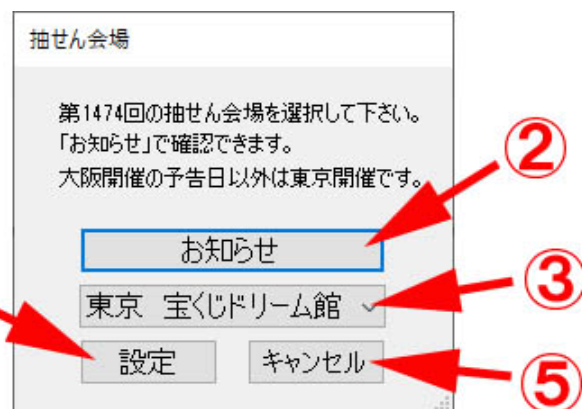 抽せん会場
第1474回の抽せん会場を選択して下さい。
「お知らせ」で確認できます。
大阪開催の予告日以外は東京開催です。
②
お知らせ
東京　宝くじドリーム館
③
設定
キャンセル
⑤